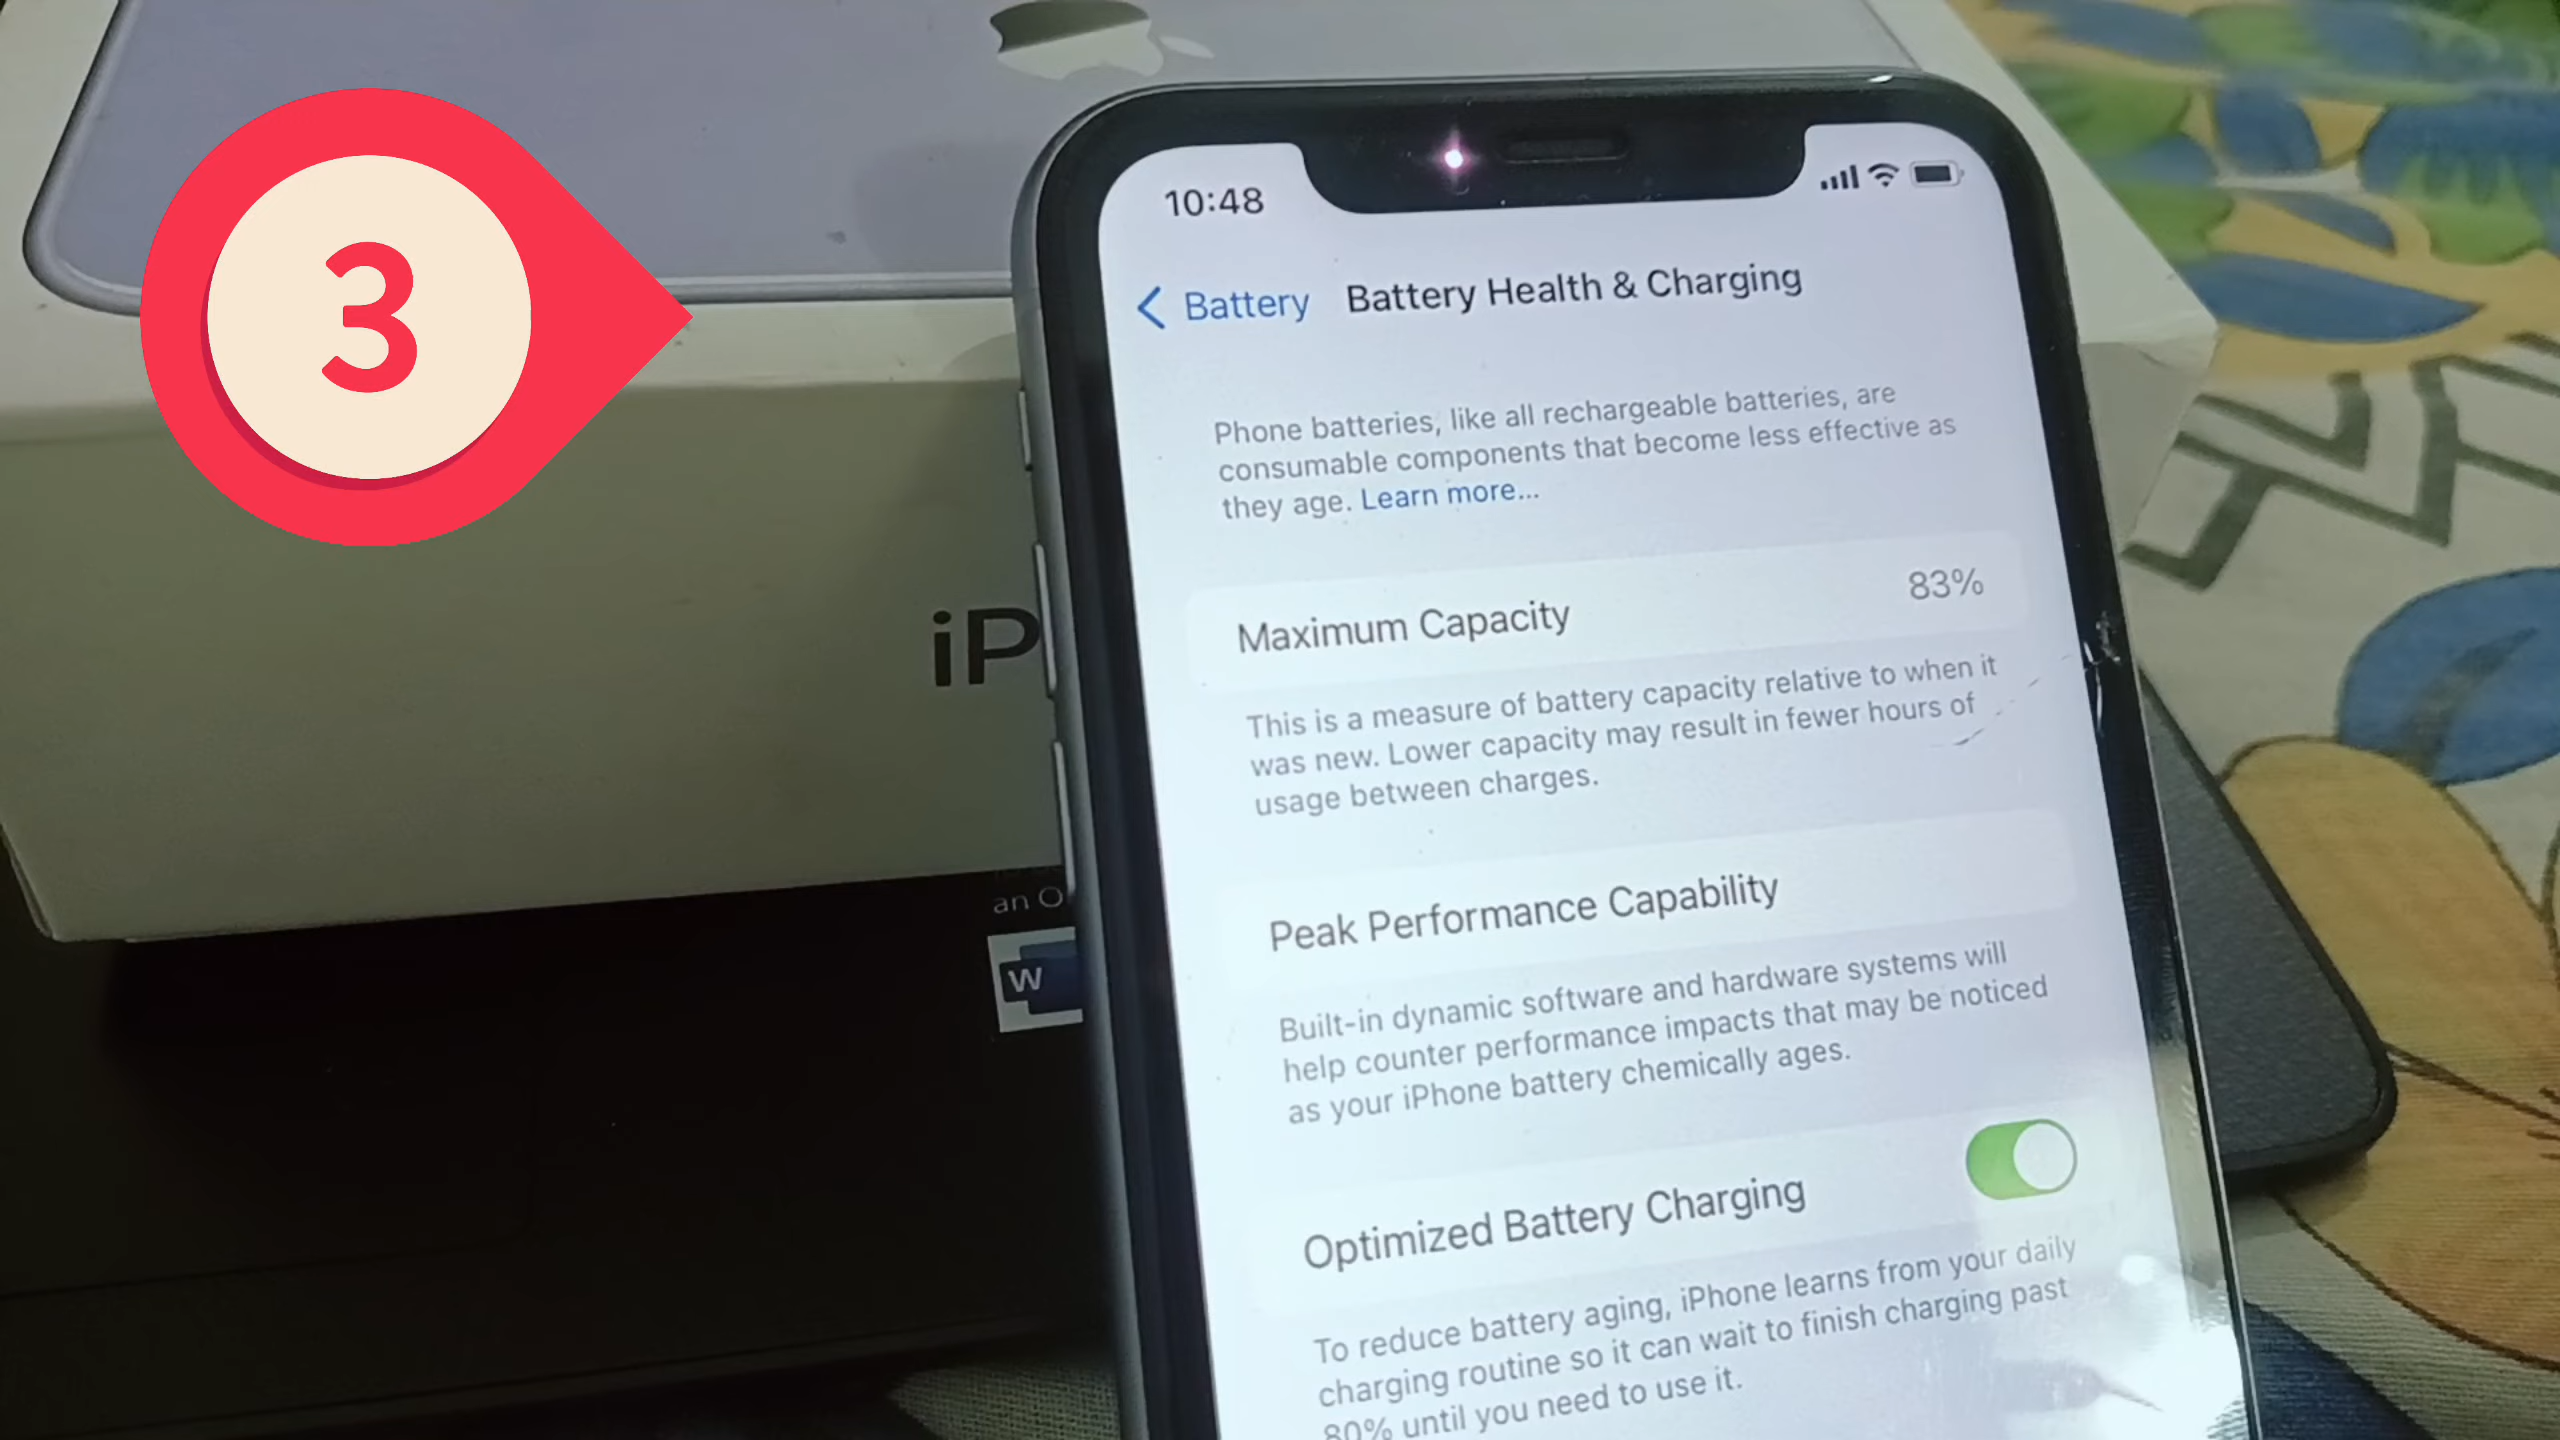 3
10:48
Battery Battery Health & Charging
Phone batteries, like all rechargeable batteries, are
consumable components that become less effective as
they age. Learn more...
Maximum Capacity 83%
This is a measure of battery capacity relative to when it
was new. Lower capacity may result in fewer hours of
usage between charges.
Peak Performance Capability
Built-in dynamic software and hardware systems will
help counter performance impacts that may be noticed
as your iPhone battery chemically ages.
Optimized Battery Charging
To reduce battery aging, iPhone learns from your daily
charging routine so it can wait to finish charging past
80% until you need to use it.
iP
an O
W